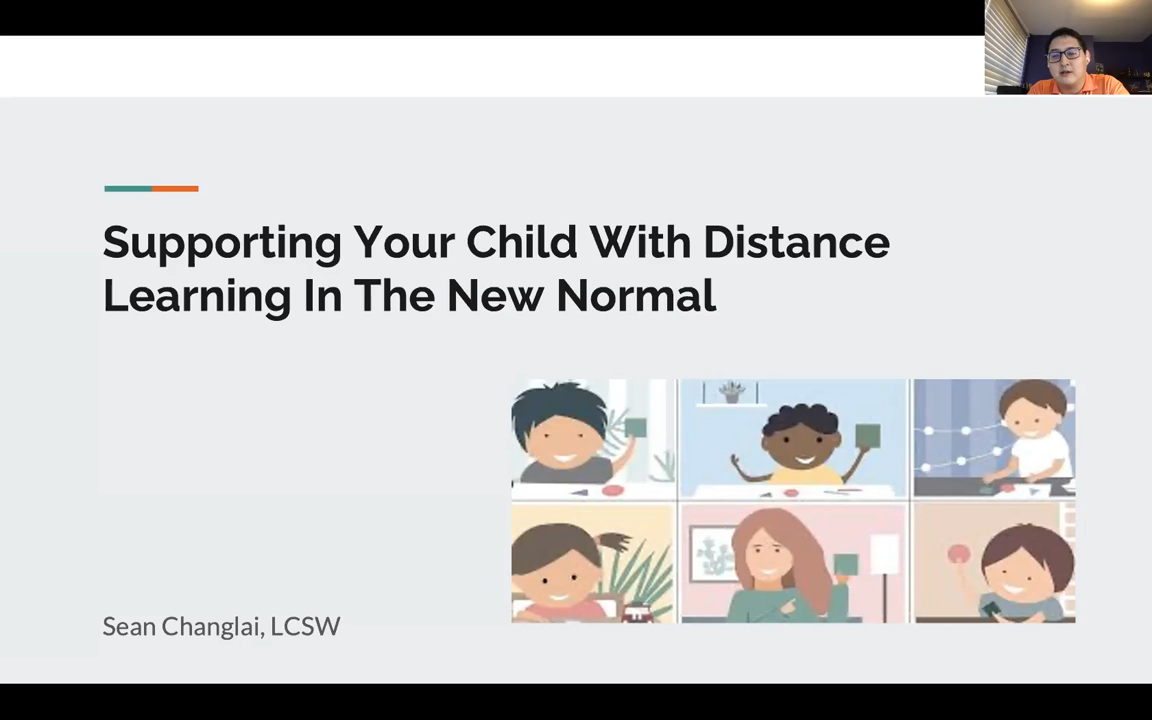 Supporting Your Child With Distance
Learning In The New Normal
Sean Changlai, LCSW